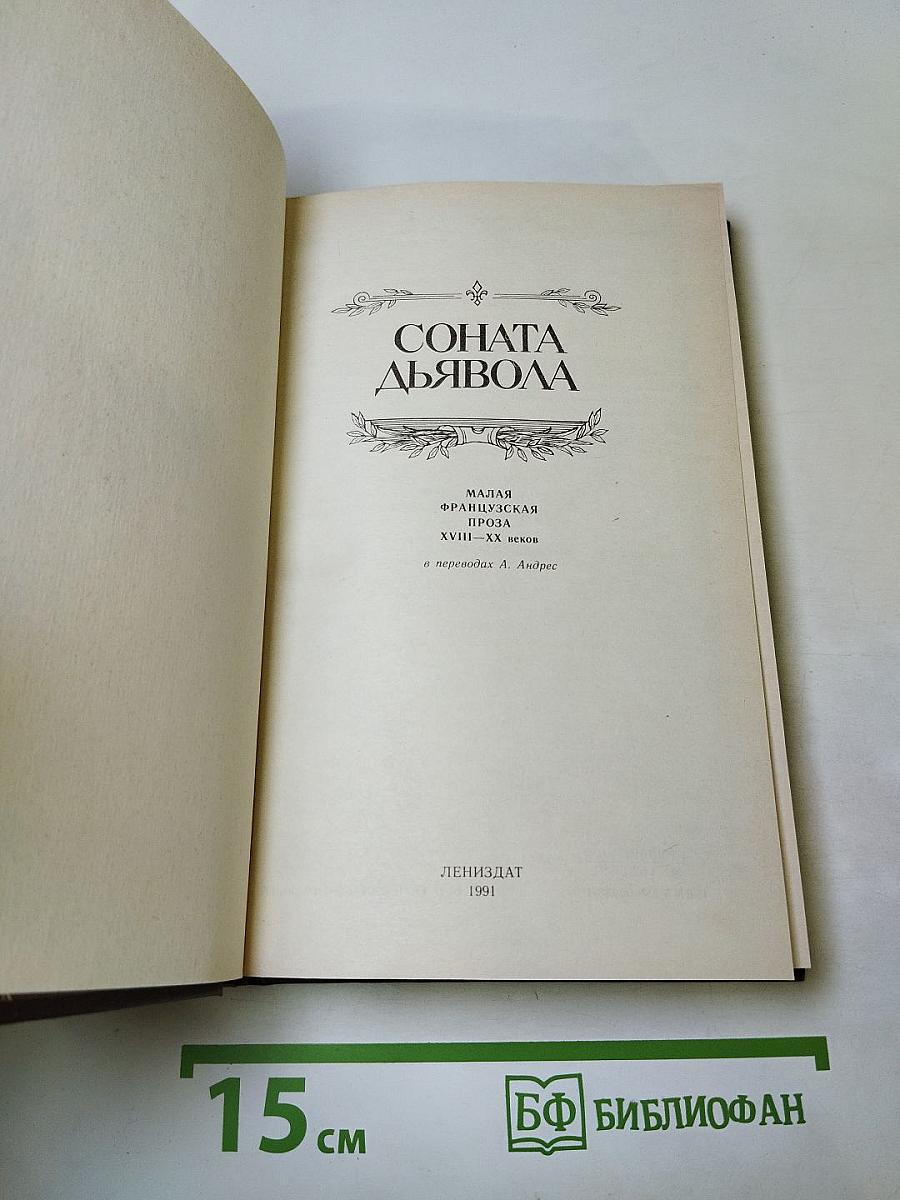 СОНАТА
ДЬЯВОЛА
МАЛАЯ
ФРАНЦУЗСКАЯ
ПРОЗА
XVIII—XX веков
в переводах А. Андрес
ЛЕНИЗДАТ
1991
15 см
БФ БИБЛИОФАН